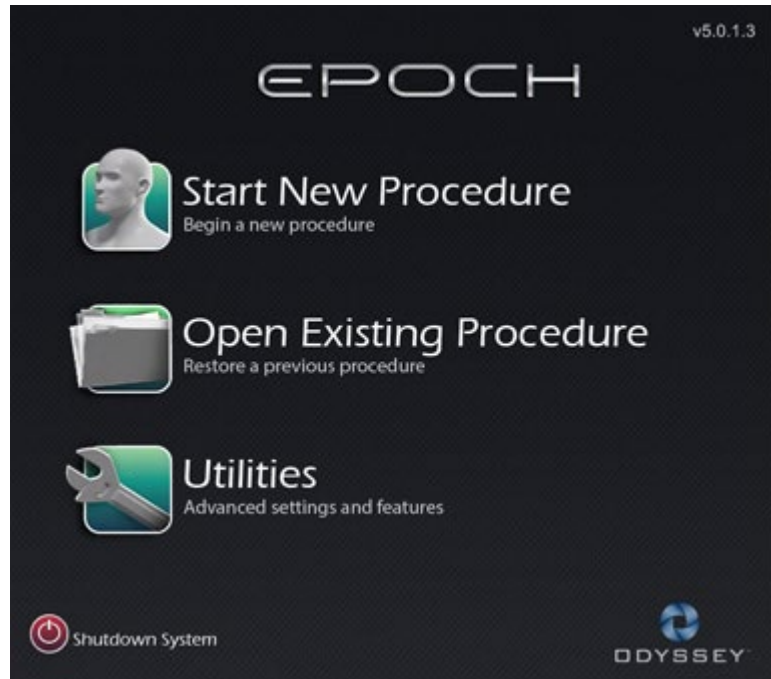 v5.0.1.3
EPOCH
Start New Procedure
Begin a new procedure
Open Existing Procedure
Restore a previous procedure
Utilities
Advanced settings and features
Shutdown System
ODYSSEY